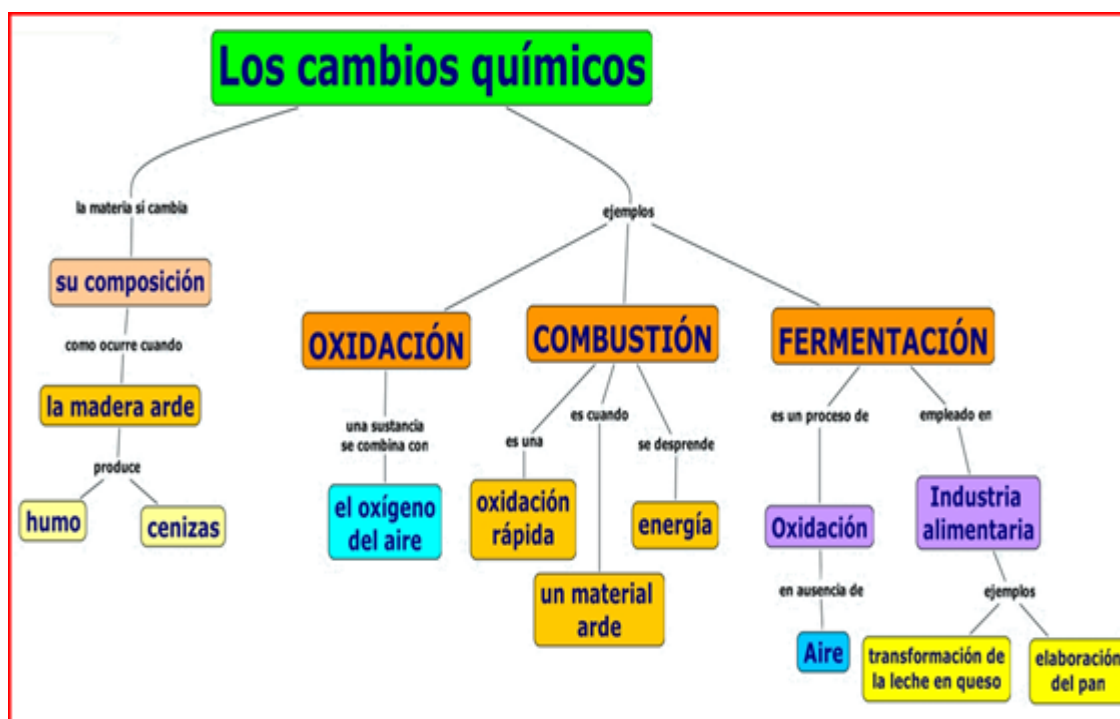 Los cambios químicos
la materia sí cambia
su composición
como ocurre cuando
la madera arde
produce
humo
cenizas
ejemplos
OXIDACIÓN
una sustancia
se combina con
el oxígeno
del aire
COMBUSTIÓN
es una
oxidación
rápida
es cuando
un material
arde
se desprende
energía
FERMENTACIÓN
es un proceso de
Oxidación
en ausencia de
Aire
empleado en
Industria
alimentaria
ejemplos
transformación de
la leche en queso
elaboración
del pan